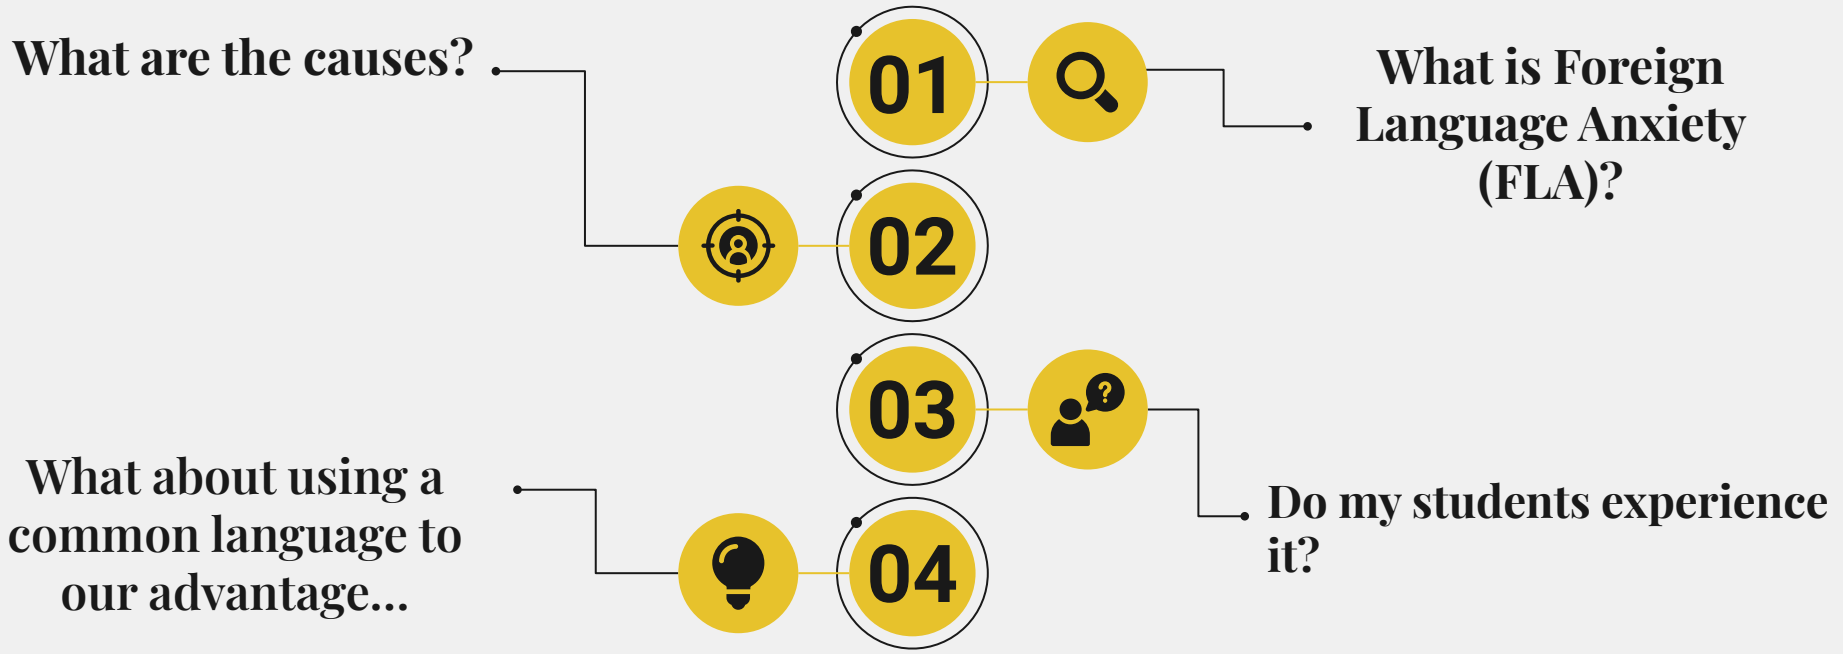 01
What is Foreign
Language Anxiety
(FLA)?
What are the causes?
02
03
?
Do my students experience
it?
What about using a
common language to
our advantage...
04